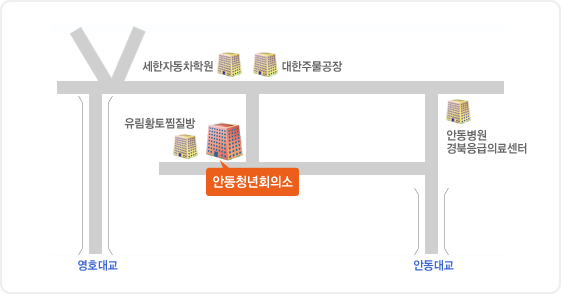 세한자동차학원
대한주물공장
유림황토찜질방
안동병원
경북응급의료센터
안동청년회의소
영호대교
안동대교